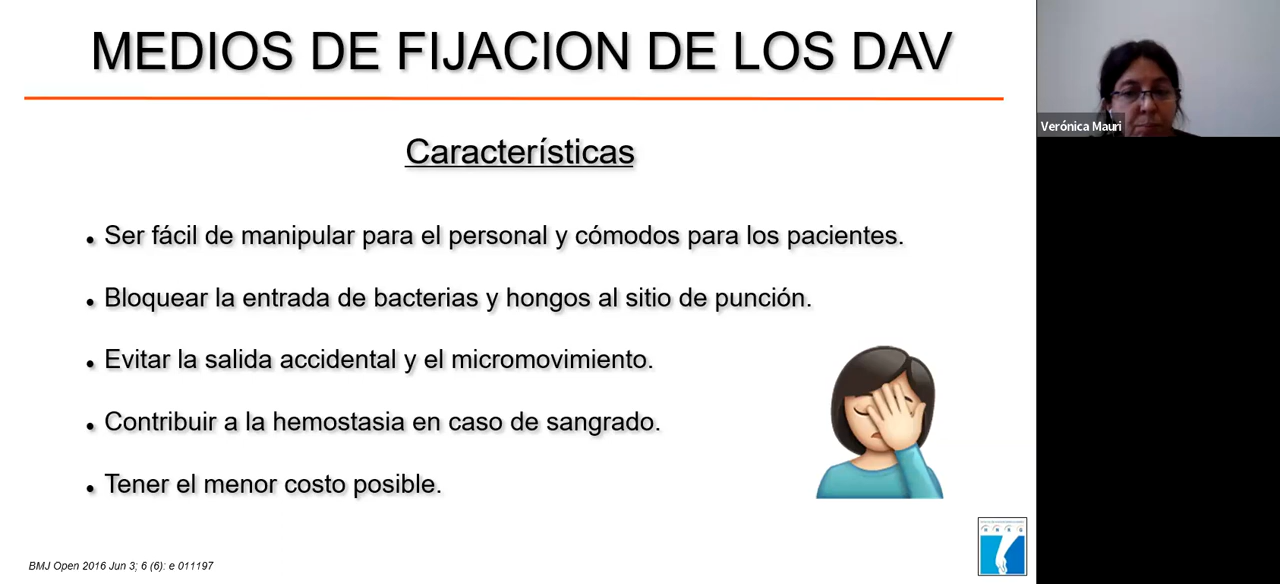 MEDIOS DE FIJACION DE LOS DAV
Características
• Ser fácil de manipular para el personal y cómodos para los pacientes.
• Bloquear la entrada de bacterias y hongos al sitio de punción.
• Evitar la salida accidental y el micromovimiento.
• Contribuir a la hemostasia en caso de sangrado.
• Tener el menor costo posible.
BMJ Open 2016 Jun 3; 6 (6): e 011197
Verónica Mauri